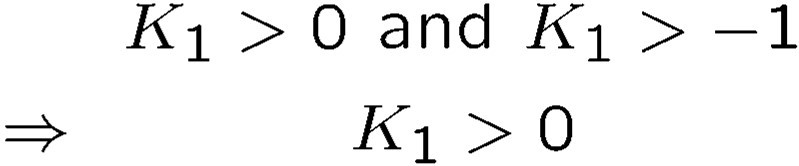 K₁ > 0 and K₁ > −1
⇒ K₁ > 0